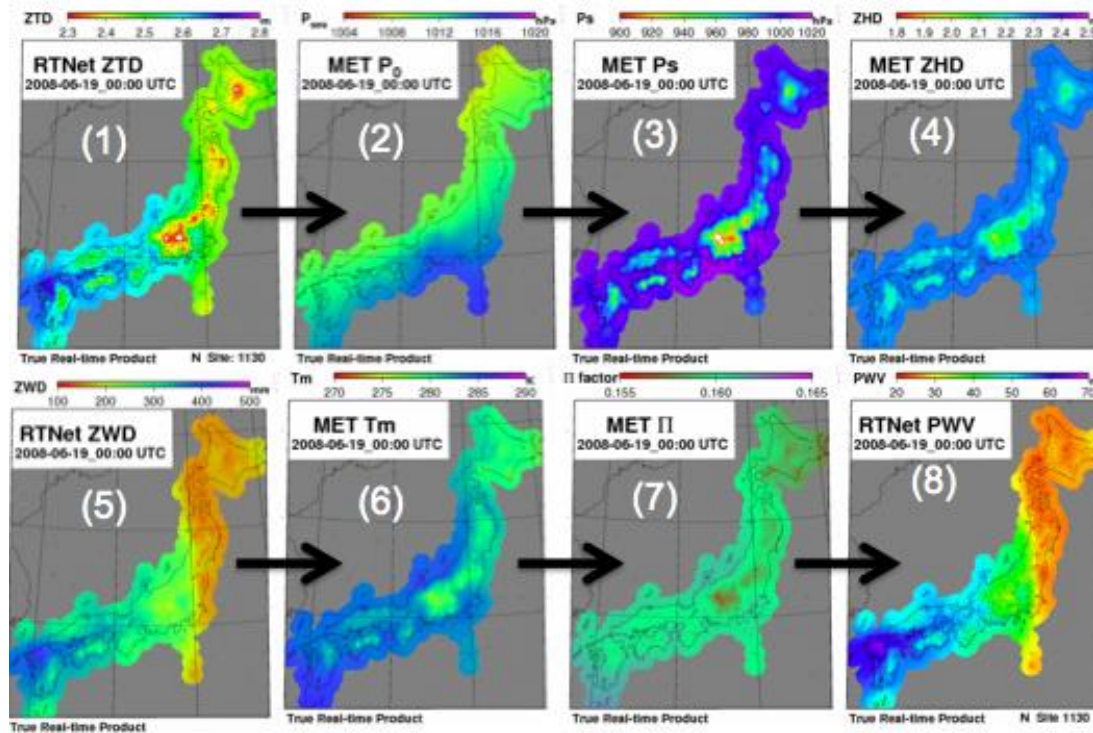 ZTD m
2.3 2.4 2.5 2.6 2.7 2.8
RTNet ZTD
2008-06-19_00:00 UTC
(1)
True Real-time Product N Site: 1130
hPa
1004 1008 1012 1016 1020
MET P0
2008-06-19_00:00 UTC
(2)
True Real-time Product
Ps hPa
900 920 940 960 980 1000 1020
MET Ps
2008-06-19_00:00 UTC
(3)
True Real-time Product
ZHD
1.8 1.9 2.0 2.1 2.2 2.3 2.4 2.5
MET ZHD
2008-06-19_00:00 UTC
(4)
True Real-time Product
ZWD mm
100 200 300 400 500
RTNet ZWD
2008-06-19_00:00 UTC
(5)
True Real-time Product
Tm K
270 275 280 285 290
MET Tm
2008-06-19_00:00 UTC
(6)
True Real-time Product
Π factor
0.155 0.160 0.165
MET Π
2008-06-19_00:00 UTC
(7)
True Real-time Product
PWV
20 30 40 50 60 70
RTNet PWV
2008-06-19_00:00 UTC
(8)
True Real-time Product N Site 1130